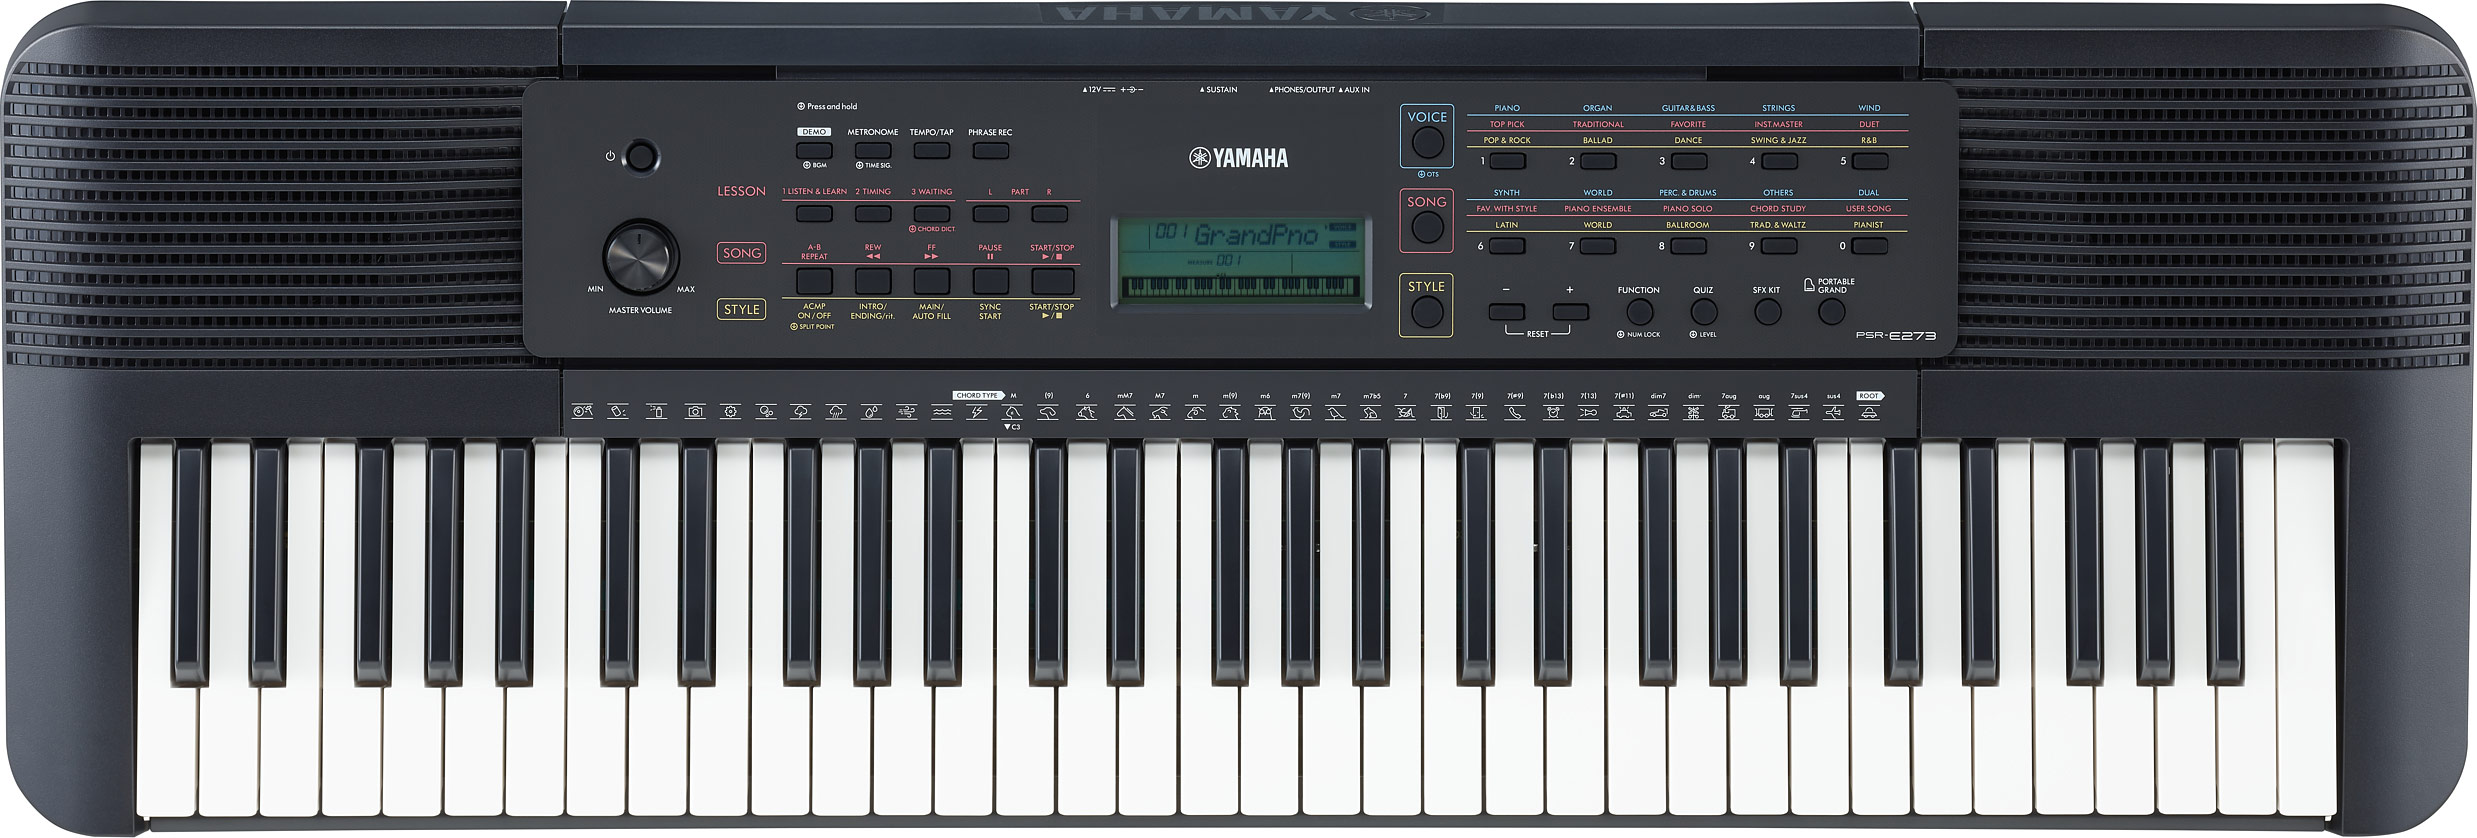 YAMAHA
12V
SUSTAIN
PHONES/OUTPUT AUX IN
Press and hold
DEMO METRONOME TEMPO/TAP PHRASE REC
BGM TIME SIG.
LESSON 1 LISTEN & LEARN 2 TIMING 3 WAITING L PART R
CHORD DICT.
SONG A-B REPEAT REW FF PAUSE START/STOP
MIN MAX
MASTER VOLUME
STYLE ACMP ON/OFF INTRO/ENDING/rit. MAIN/AUTO FILL SYNC START START/STOP
SPLIT POINT
YAMAHA
001 GrandPno
MEASURE 001
VOICE
OTS
SONG
STYLE
PIANO ORGAN GUITAR & BASS STRINGS WIND
TOP PICK TRADITIONAL FAVORITE INST.MASTER DUET
POP & ROCK BALLAD DANCE SWING & JAZZ R&B
1 2 3 4 5
SYNTH WORLD PERC. & DRUMS OTHERS DUAL
FAV. WITH STYLE PIANO ENSEMBLE PIANO SOLO CHORD STUDY USER SONG
LATIN WORLD BALLROOM TRAD. & WALTZ PIANIST
6 7 8 9 0
− + FUNCTION QUIZ SFX KIT PORTABLE GRAND
RESET NUM LOCK LEVEL
PSR-E273
CHORD TYPE M (9) 6 mM7 M7 m m(9) m6 m7(9) m7 m7b5 7 7(b9) 7(9) 7(#9) 7(b13) 7(13) 7(#11) dim7 dim 7aug aug 7sus4 sus4 ROOT
C3